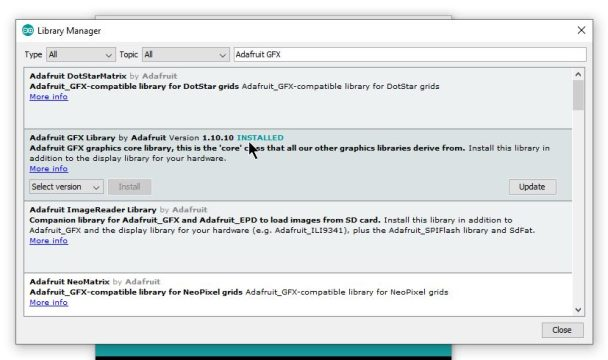 Library Manager
Type All Topic All Adafruit GFX
Adafruit DotStarMatrix by Adafruit
Adafruit_GFX-compatible library for DotStar grids Adafruit_GFX-compatible library for DotStar grids
More info
Adafruit GFX Library by Adafruit Version 1.10.10 INSTALLED
Adafruit GFX graphics core library, this is the 'core' class that all our other graphics libraries derive from. Install this library in
addition to the display library for your hardware.
More info
Select version Install Update
Adafruit ImageReader Library by Adafruit
Companion library for Adafruit_GFX and Adafruit_EPD to load images from SD card. Install this library in addition to
Adafruit_GFX and the display library for your hardware (e.g. Adafruit_ILI9341), plus the Adafruit_SPIFlash library and SdFat.
More info
Adafruit NeoMatrix by Adafruit
Adafruit_GFX-compatible library for NeoPixel grids Adafruit_GFX-compatible library for NeoPixel grids
More info
Close